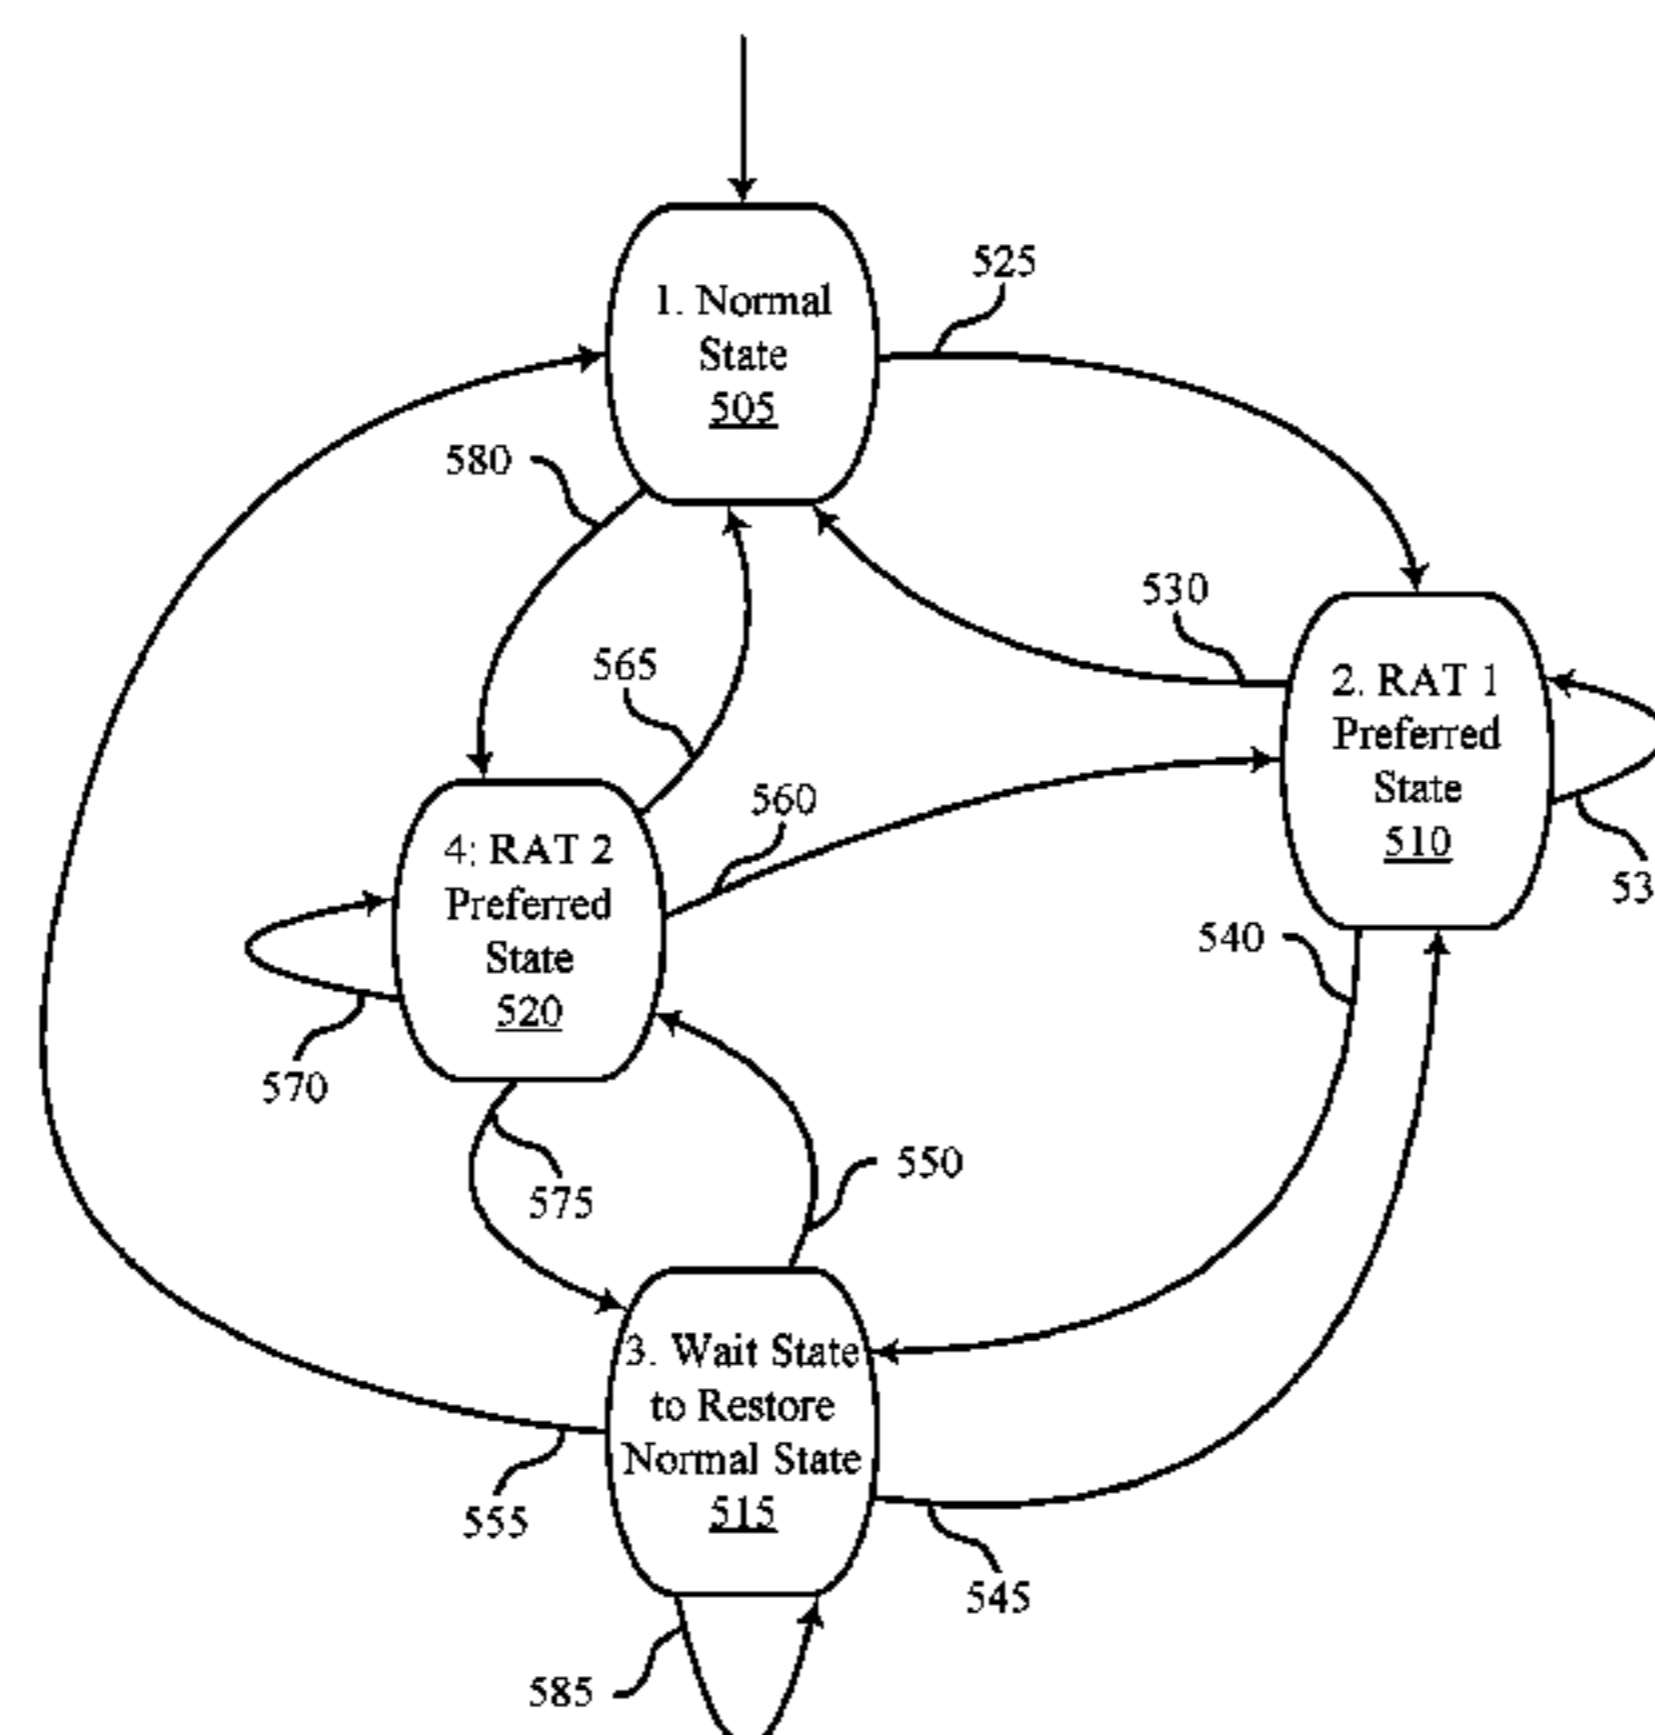 525
1. Normal
State
505
580
530
565
2. RAT 1
Preferred
State
510
560
4: RAT 2
Preferred
State
520
53
540
570
550
575
3. Wait State
to Restore
Normal State
515
555
545
585